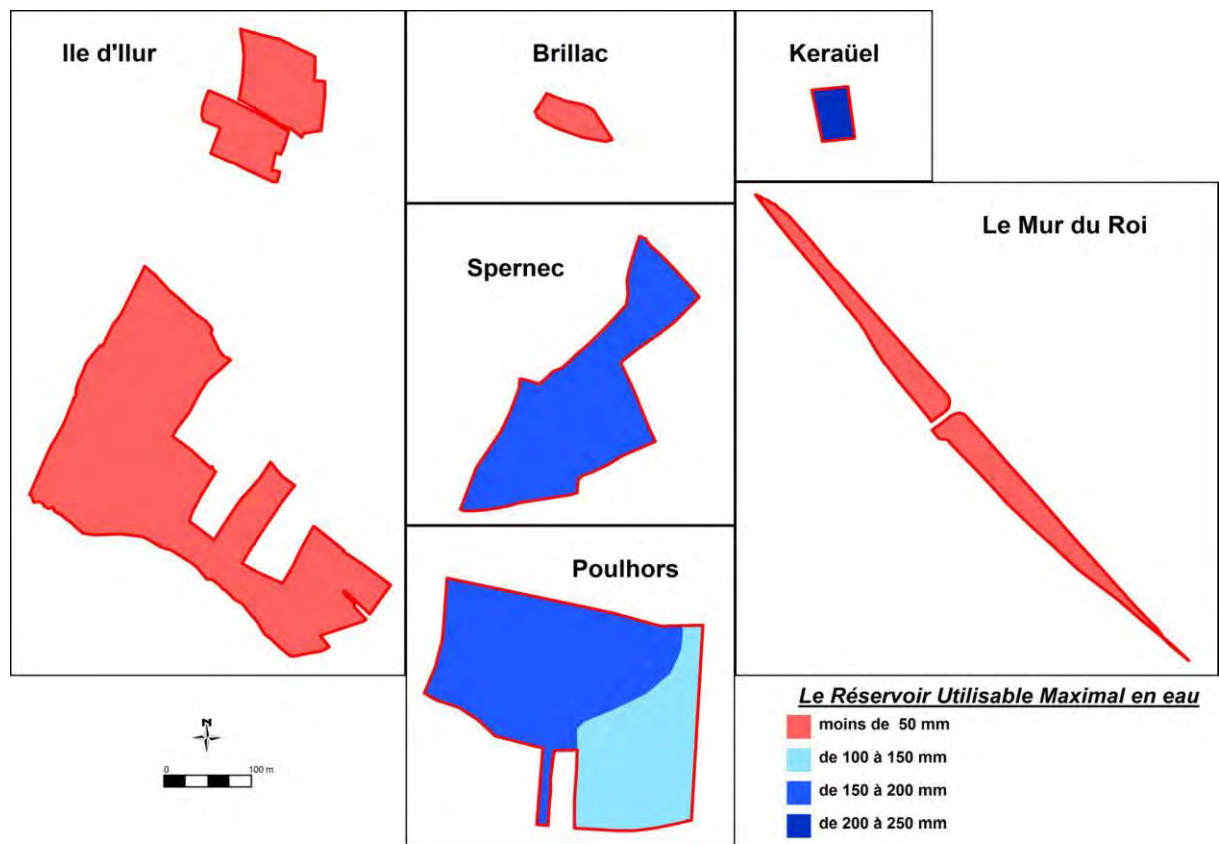 Ile d'Ilur
Brillac
Keraüel
Le Mur du Roi
Spernec
Poulhors
N
0 100 m
Le Réservoir Utilisable Maximal en eau
moins de 50 mm
de 100 à 150 mm
de 150 à 200 mm
de 200 à 250 mm